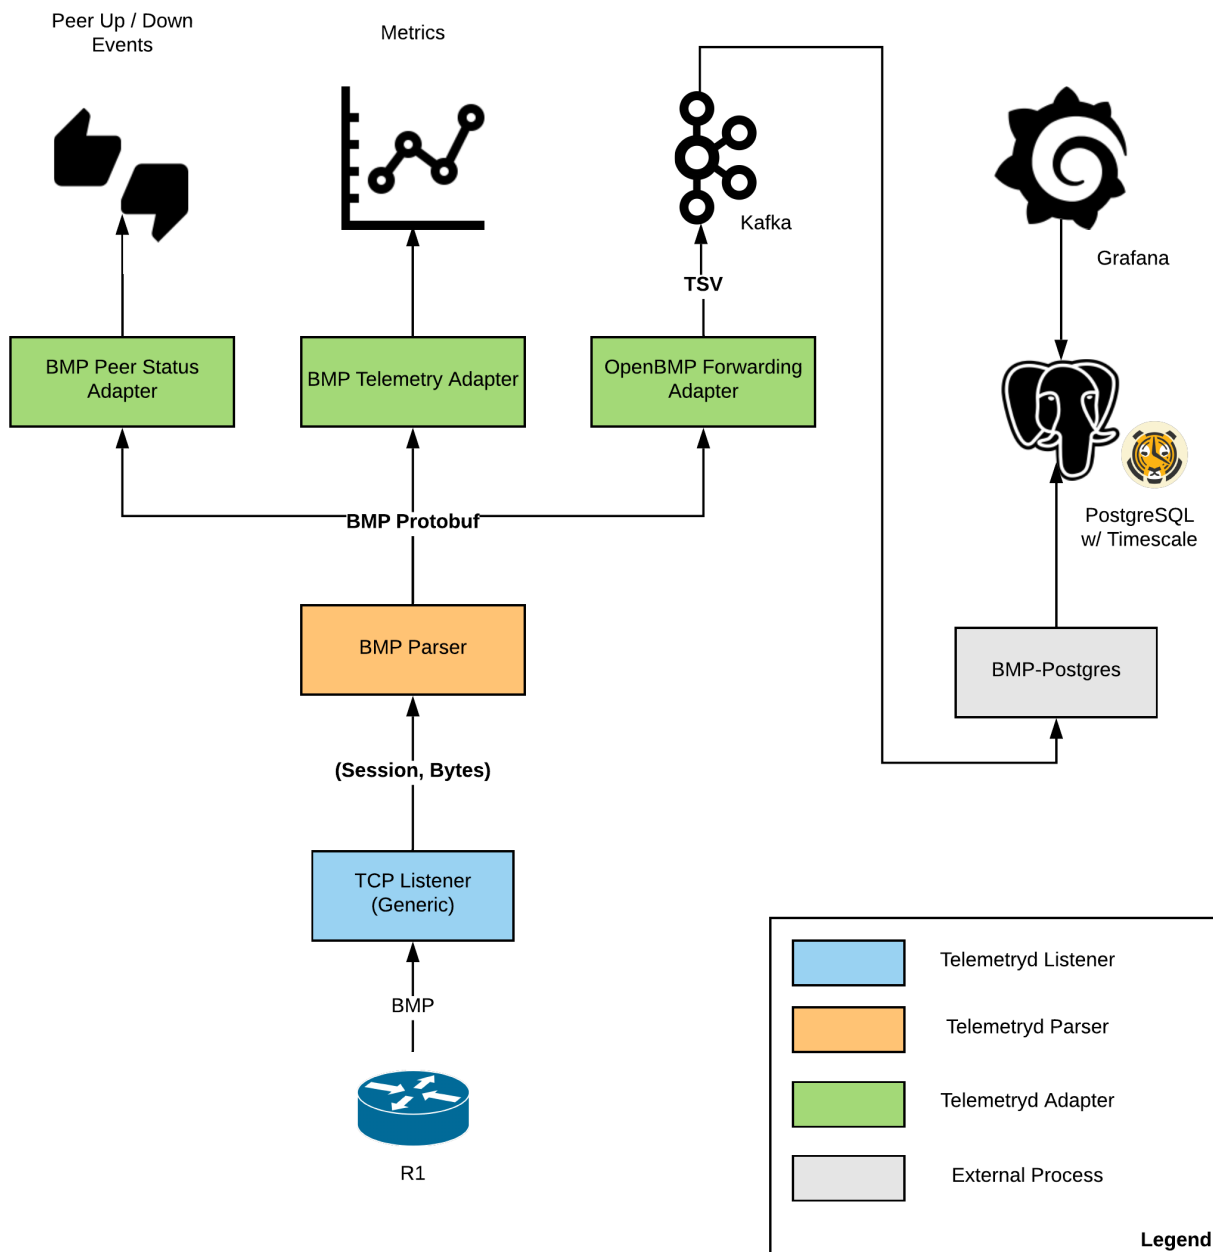 Peer Up / Down
Events
Metrics
Kafka
Grafana
TSV
BMP Peer Status
Adapter
BMP Telemetry Adapter
OpenBMP Forwarding
Adapter
PostgreSQL
w/ Timescale
BMP Protobuf
BMP Parser
BMP-Postgres
(Session, Bytes)
TCP Listener
(Generic)
BMP
R1
Telemetryd Listener
Telemetryd Parser
Telemetryd Adapter
External Process
Legend